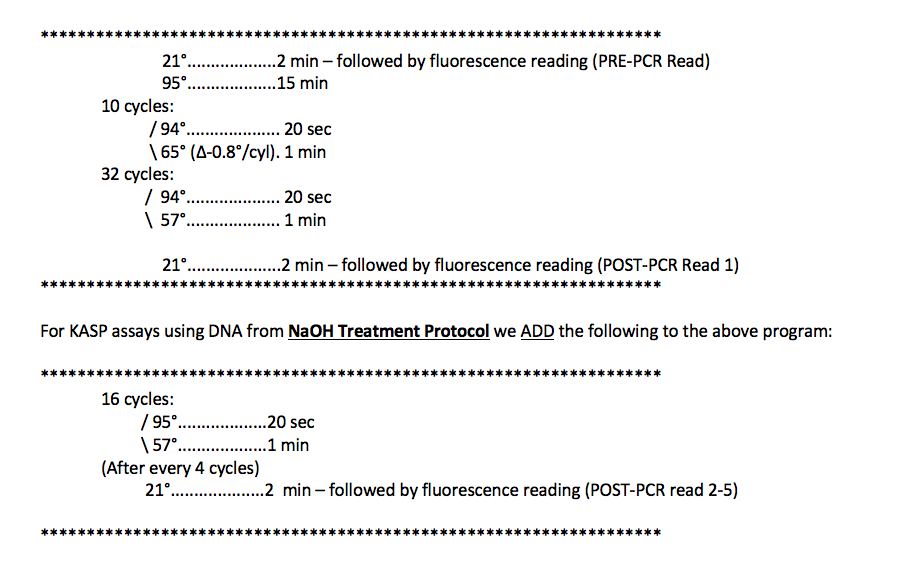 ********************************************************************
21°...................2 min – followed by fluorescence reading (PRE-PCR Read)
95°...................15 min
10 cycles:
/ 94°.................... 20 sec
\ 65° (Δ-0.8°/cyl). 1 min
32 cycles:
/ 94°.................... 20 sec
\ 57°.................... 1 min
21°....................2 min – followed by fluorescence reading (POST-PCR Read 1)
********************************************************************
For KASP assays using DNA from NaOH Treatment Protocol we ADD the following to the above program:
********************************************************************
16 cycles:
/ 95°...................20 sec
\ 57°...................1 min
(After every 4 cycles)
21°....................2 min – followed by fluorescence reading (POST-PCR read 2-5)
********************************************************************